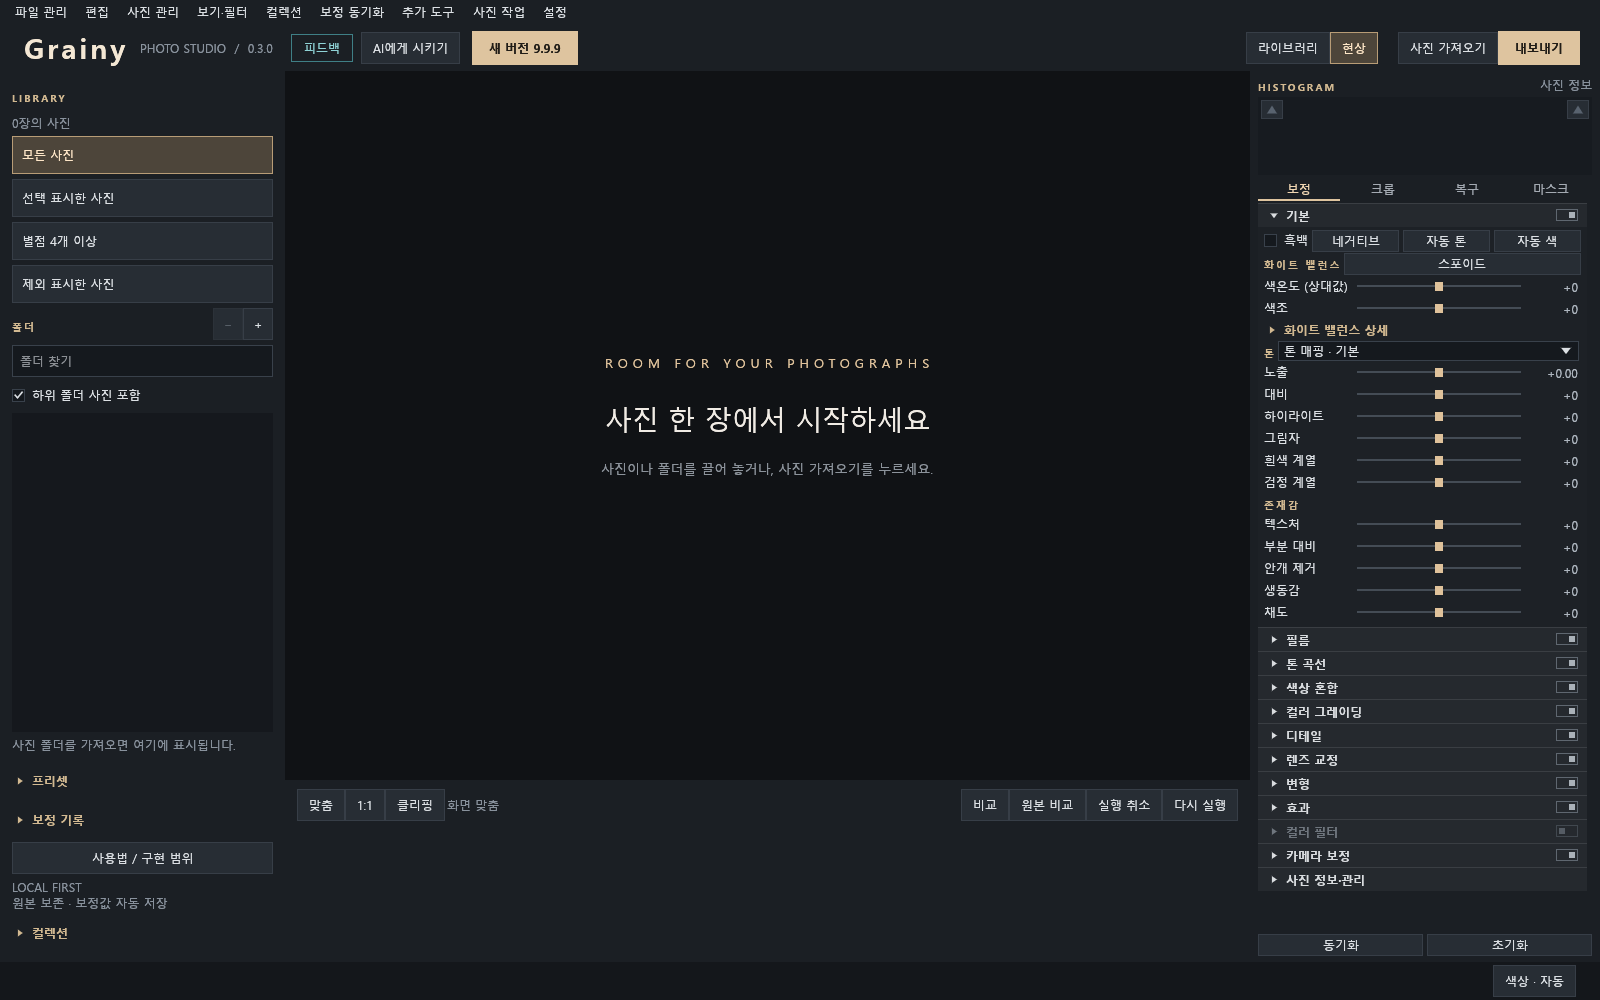 파일 관리 편집 사진 관리 보기·필터 컬렉션 보정 동기화 추가 도구 사진 작업 설정
Grainy PHOTO STUDIO / 0.3.0 피드백 AI에게 시키기 새 버전 9.9.9 라이브러리 현상 사진 가져오기 내보내기
LIBRARY
0장의 사진
모든 사진
선택 표시한 사진
별점 4개 이상
제외 표시한 사진
폴더 − +
폴더 찾기
하위 폴더 사진 포함
사진 폴더를 가져오면 여기에 표시됩니다.
프리셋
보정 기록
사용법 / 구현 범위
LOCAL FIRST
원본 보존 · 보정값 자동 저장
컬렉션
ROOM FOR YOUR PHOTOGRAPHS
사진 한 장에서 시작하세요
사진이나 폴더를 끌어 놓거나, 사진 가져오기를 누르세요.
맞춤 1:1 클리핑 화면 맞춤 비교 원본 비교 실행 취소 다시 실행
HISTOGRAM 사진 정보
보정 크롭 복구 마스크
기본
흑백 네거티브 자동 톤 자동 색
화이트 밸런스 스포이드
색온도 (상대값) +0
색조 +0
화이트 밸런스 상세
톤 톤 매핑 · 기본
노출 +0.00
대비 +0
하이라이트 +0
그림자 +0
흰색 계열 +0
검정 계열 +0
존재감
텍스처 +0
부분 대비 +0
안개 제거 +0
생동감 +0
채도 +0
필름
톤 곡선
색상 혼합
컬러 그레이딩
디테일
렌즈 교정
변형
효과
컬러 필터
카메라 보정
사진 정보·관리
동기화 초기화
색상 · 자동